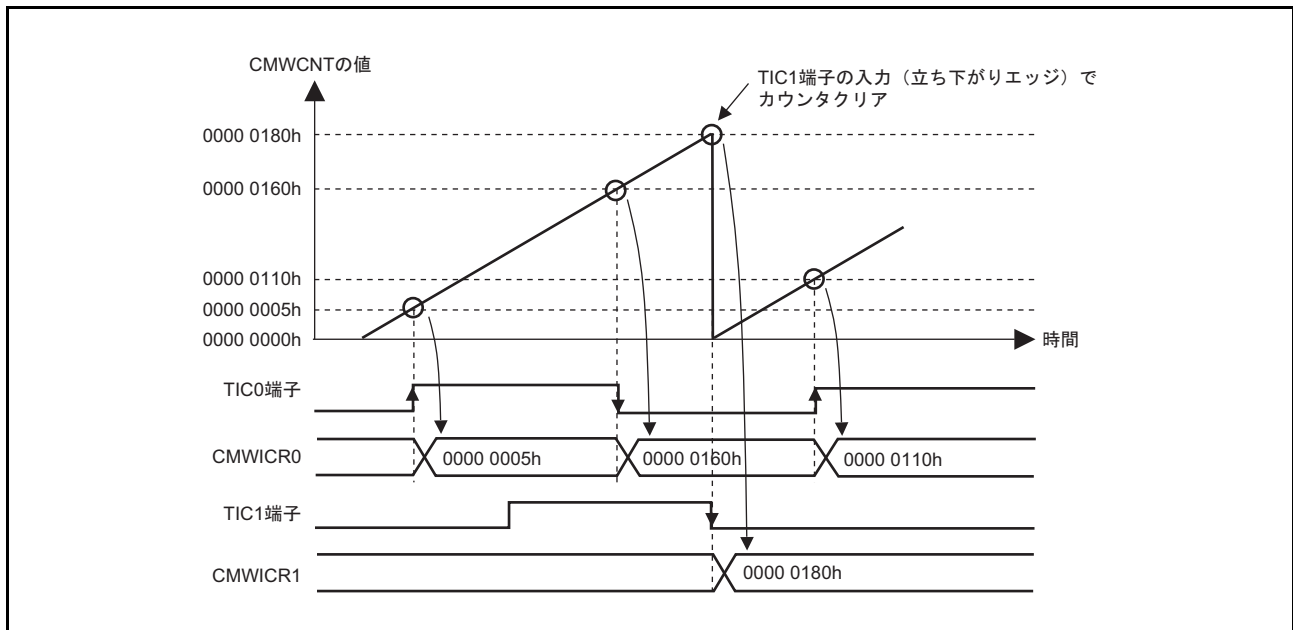 CMWCNTの値
TIC1端子の入力（立ち下がりエッジ）で
カウンタクリア
0000 0180h
0000 0160h
0000 0110h
0000 0005h
0000 0000h
時間
TIC0端子
CMWICR0
0000 0005h
0000 0160h
0000 0110h
TIC1端子
CMWICR1
0000 0180h